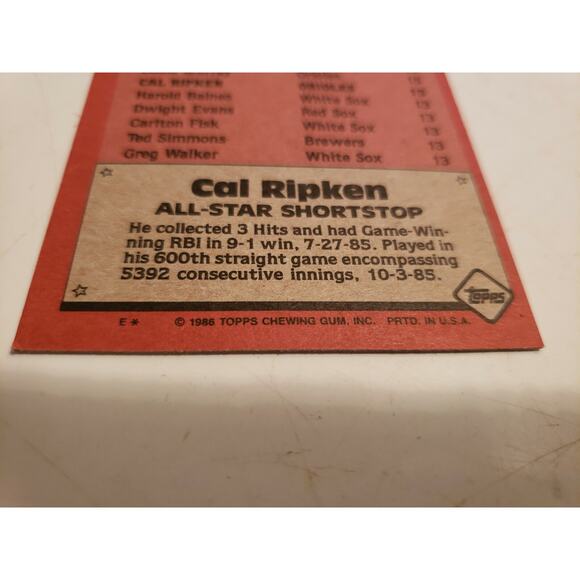 CAL RIPKEN ORIOLES 13
Harold Baines White Sox 13
Dwight Evans Red Sox 13
Carlton Fisk White Sox 13
Ted Simmons Brewers 13
Greg Walker White Sox 13
Cal Ripken
ALL-STAR SHORTSTOP
He collected 3 Hits and had Game-Win-
ning RBI in 9-1 win, 7-27-85. Played in
his 600th straight game encompassing
5392 consecutive innings, 10-3-85.
TOPPS
E * © 1986 TOPPS CHEWING GUM, INC. PRTD. IN U.S.A.